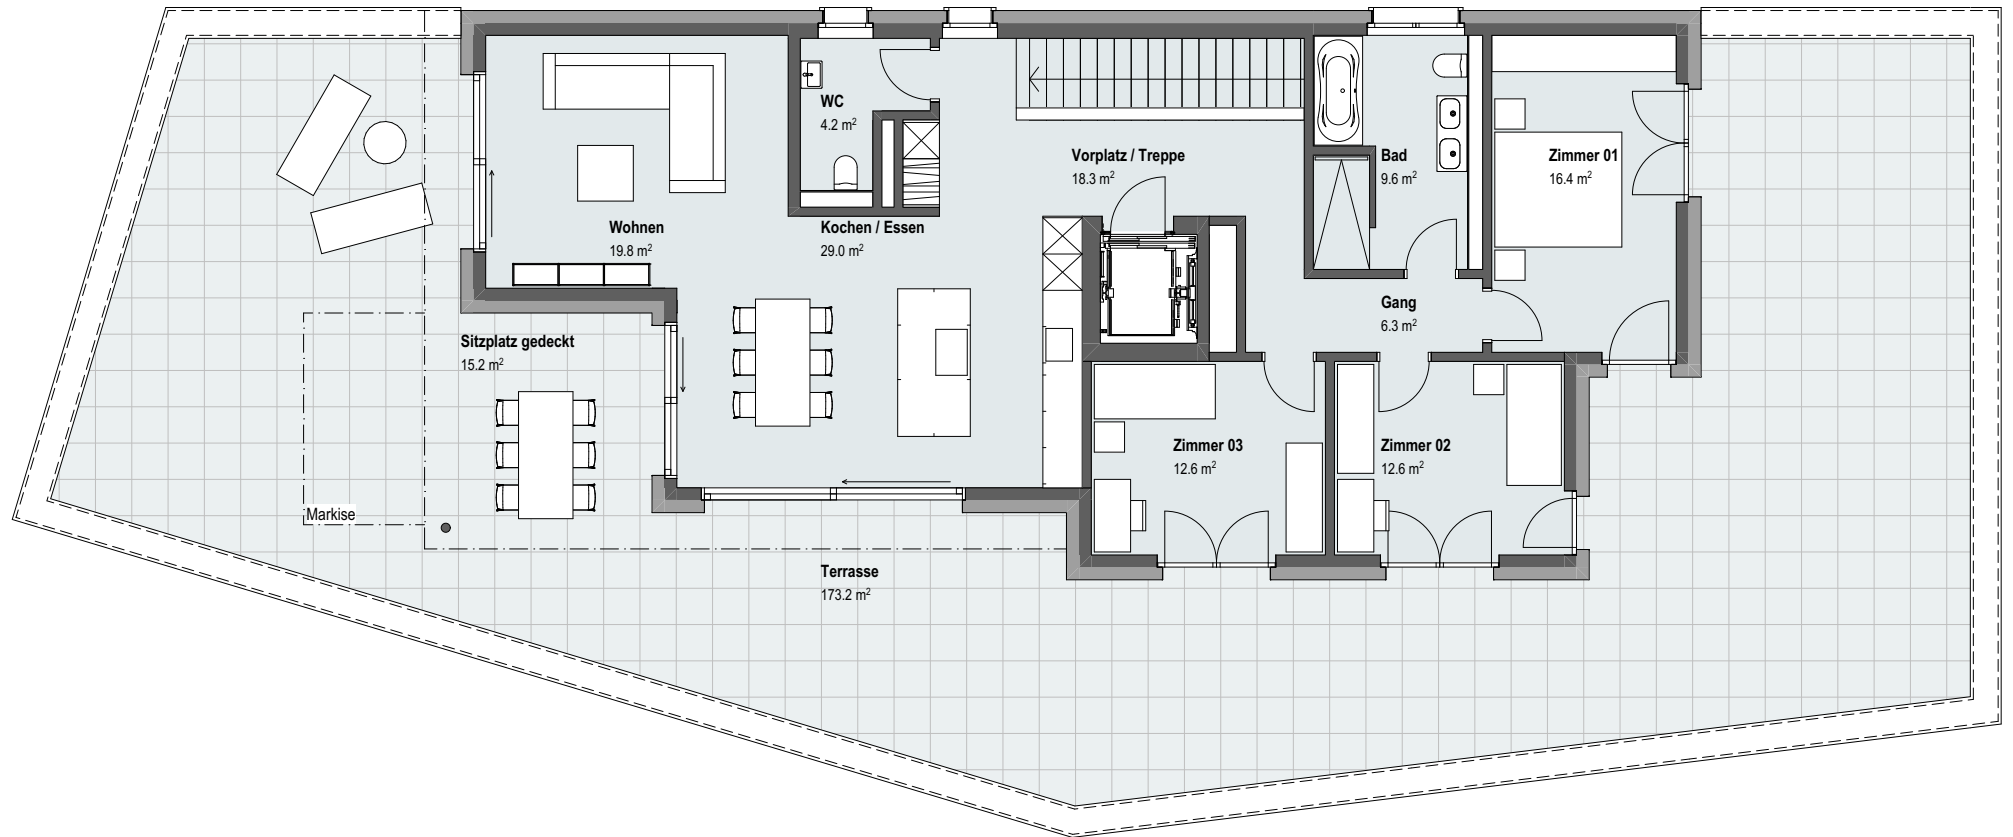 WC
4.2 m²
Vorplatz / Treppe
18.3 m²
Bad
9.6 m²
Zimmer 01
16.4 m²
Wohnen
19.8 m²
Kochen / Essen
29.0 m²
Gang
6.3 m²
Sitzplatz gedeckt
15.2 m²
Zimmer 03
12.6 m²
Zimmer 02
12.6 m²
Markise
Terrasse
173.2 m²